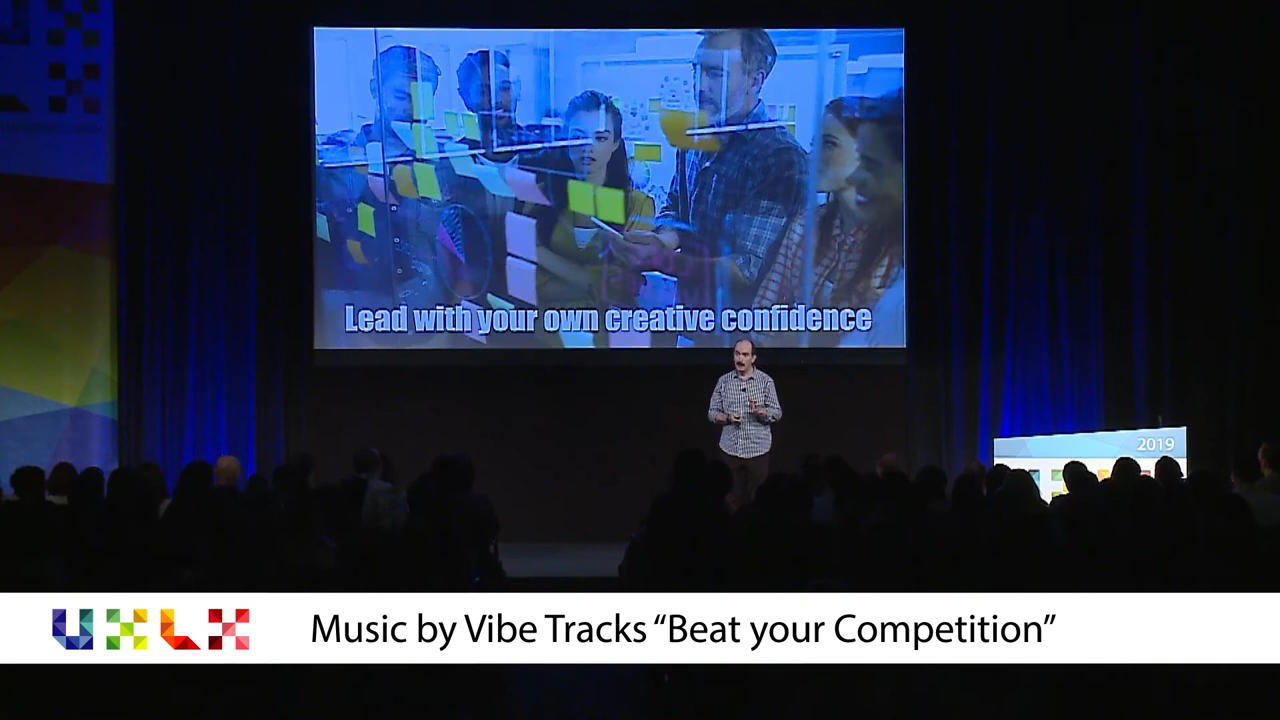 Lead with your own creative confidence
2019
UXLX
Music by Vibe Tracks “Beat your Competition”